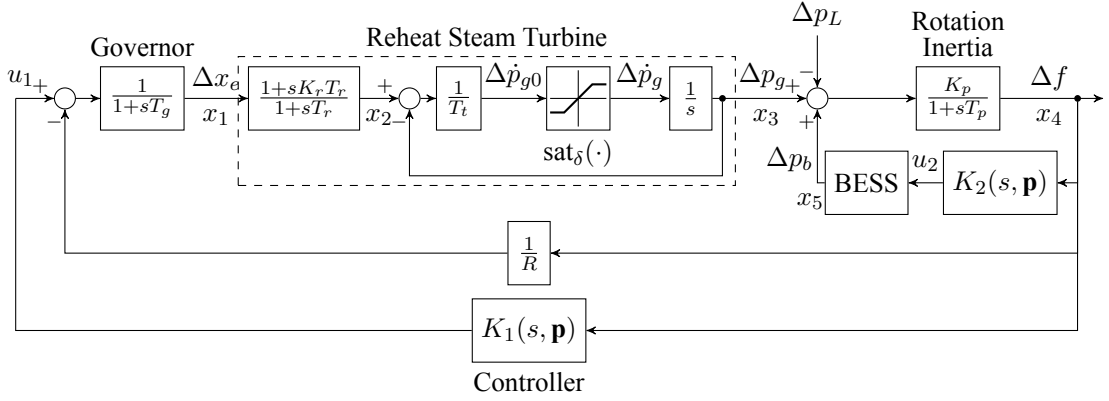 Governor
Reheat Steam Turbine
Δp_L
Rotation
Inertia
u_1
+
−
1/(1+sT_g)
Δx_e
x_1
(1+sK_rT_r)/(1+sT_r)
+
x_2
−
1/T_t
Δṗ_{g0}
sat_δ(·)
Δṗ_g
1/s
Δp_g
x_3
+
−
+
K_p/(1+sT_p)
Δf
x_4
Δp_b
x_5
BESS
u_2
K_2(s, p)
1/R
K_1(s, p)
Controller